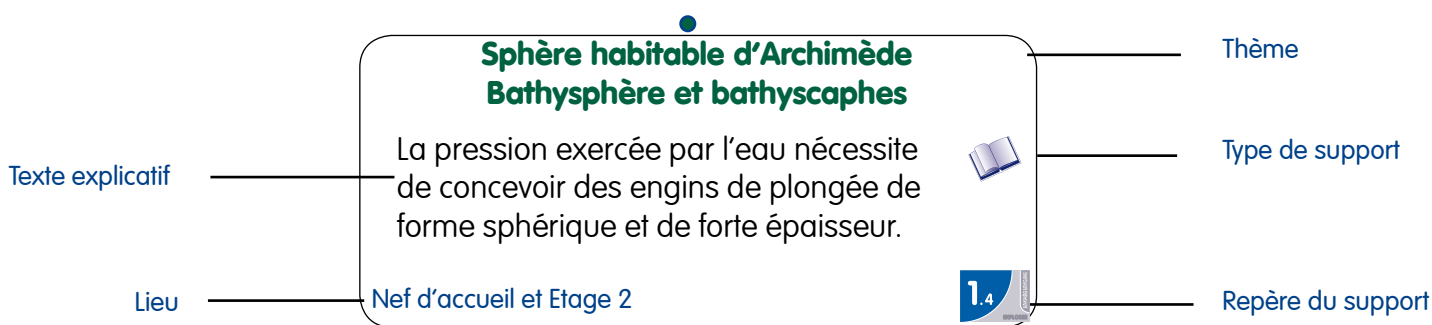 Sphère habitable d'Archimède
Bathysphère et bathyscaphes
Thème
La pression exercée par l'eau nécessite
de concevoir des engins de plongée de
forme sphérique et de forte épaisseur.
Type de support
Texte explicatif
Nef d'accueil et Etage 2
Lieu
1.4
Repère du support